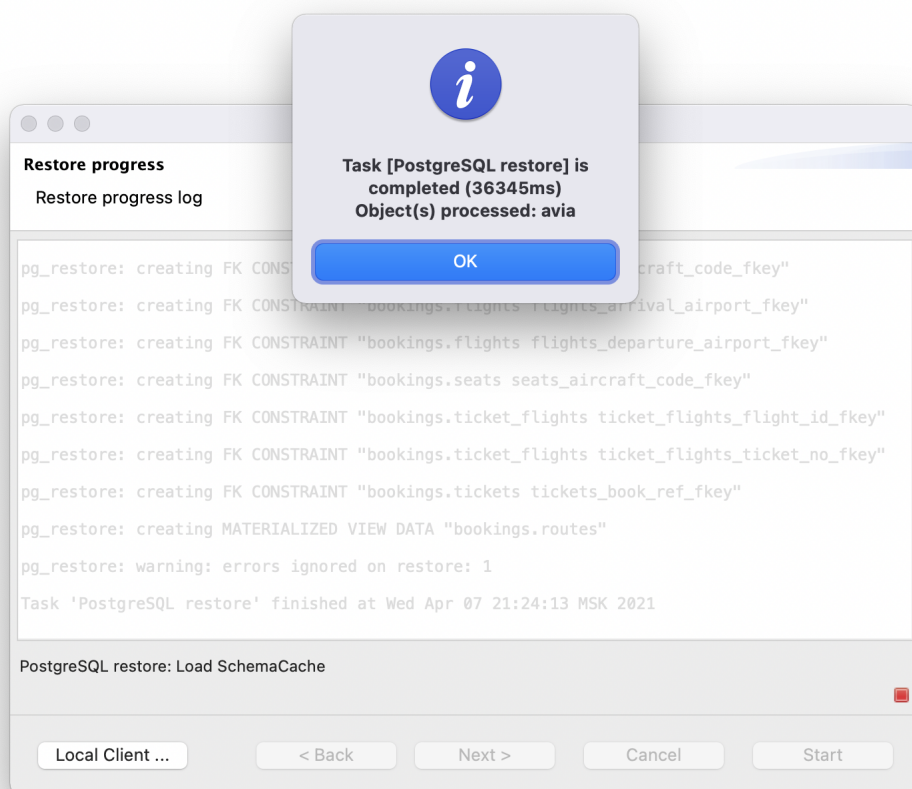 Task [PostgreSQL restore] is
completed (36345ms)
Object(s) processed: avia
OK
Restore progress
Restore progress log
pg_restore: creating FK CONST craft_code_fkey"
pg_restore: creating FK CONSTRAINT "bookings.flights flights_arrival_airport_fkey"
pg_restore: creating FK CONSTRAINT "bookings.flights flights_departure_airport_fkey"
pg_restore: creating FK CONSTRAINT "bookings.seats seats_aircraft_code_fkey"
pg_restore: creating FK CONSTRAINT "bookings.ticket_flights ticket_flights_flight_id_fkey"
pg_restore: creating FK CONSTRAINT "bookings.ticket_flights ticket_flights_ticket_no_fkey"
pg_restore: creating FK CONSTRAINT "bookings.tickets tickets_book_ref_fkey"
pg_restore: creating MATERIALIZED VIEW DATA "bookings.routes"
pg_restore: warning: errors ignored on restore: 1
Task 'PostgreSQL restore' finished at Wed Apr 07 21:24:13 MSK 2021
PostgreSQL restore: Load SchemaCache
Local Client ...
< Back
Next >
Cancel
Start